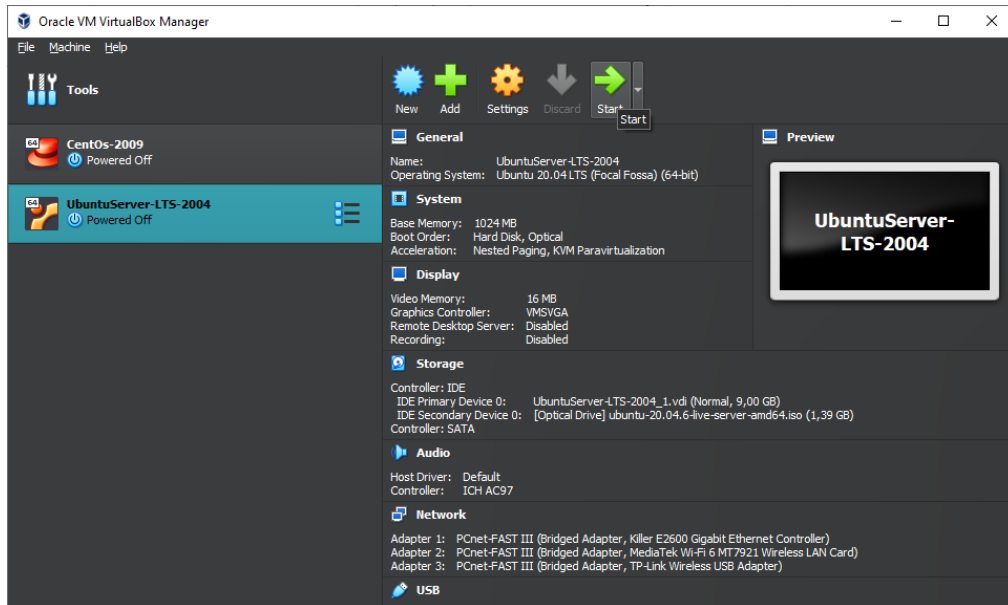 Oracle VM VirtualBox Manager
File Machine Help
Tools
New Add Settings Discard Start
Start
64
CentOs-2009
Powered Off
64
UbuntuServer-LTS-2004
Powered Off
General
Name: UbuntuServer-LTS-2004
Operating System: Ubuntu 20.04 LTS (Focal Fossa) (64-bit)
System
Base Memory: 1024 MB
Boot Order: Hard Disk, Optical
Acceleration: Nested Paging, KVM Paravirtualization
Display
Video Memory: 16 MB
Graphics Controller: VMSVGA
Remote Desktop Server: Disabled
Recording: Disabled
Storage
Controller: IDE
IDE Primary Device 0: UbuntuServer-LTS-2004_1.vdi (Normal, 9,00 GB)
IDE Secondary Device 0: [Optical Drive] ubuntu-20.04.6-live-server-amd64.iso (1,39 GB)
Controller: SATA
Audio
Host Driver: Default
Controller: ICH AC97
Network
Adapter 1: PCnet-FAST III (Bridged Adapter, Killer E2600 Gigabit Ethernet Controller)
Adapter 2: PCnet-FAST III (Bridged Adapter, MediaTek Wi-Fi 6 MT7921 Wireless LAN Card)
Adapter 3: PCnet-FAST III (Bridged Adapter, TP-Link Wireless USB Adapter)
USB
Preview
UbuntuServer-
LTS-2004